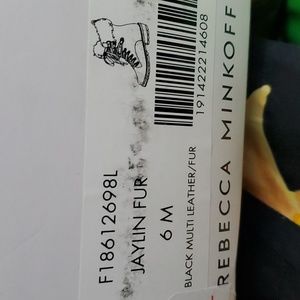 F18612698L
JAYLIN FUR
6 M
191422214608
BLACK MULTI LEATHER/FUR
REBECCA MINKOFF